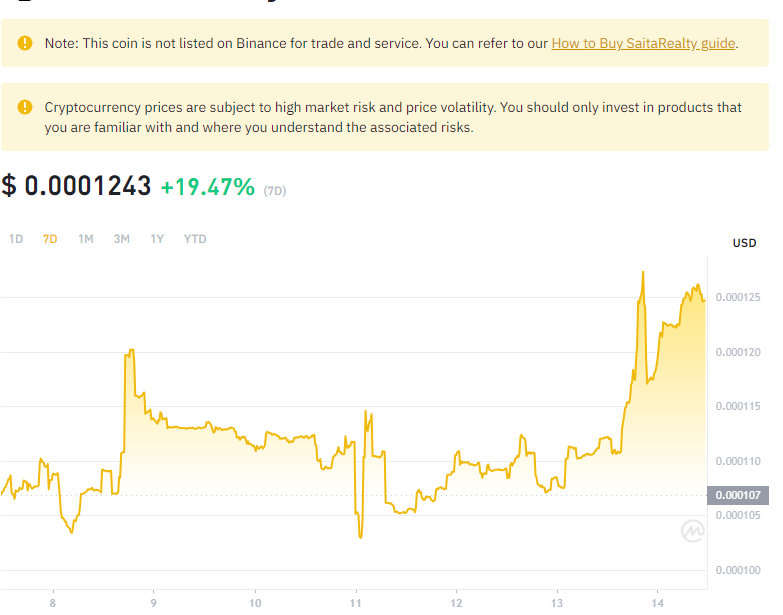 Note: This coin is not listed on Binance for trade and service. You can refer to our How to Buy SaitaRealty guide.
Cryptocurrency prices are subject to high market risk and price volatility. You should only invest in products that
you are familiar with and where you understand the associated risks.
$ 0.0001243 +19.47% (7D)
1D 7D 1M 3M 1Y YTD
USD
0.000125
0.000120
0.000115
0.000110
0.000107
0.000105
0.000100
8 9 10 11 12 13 14